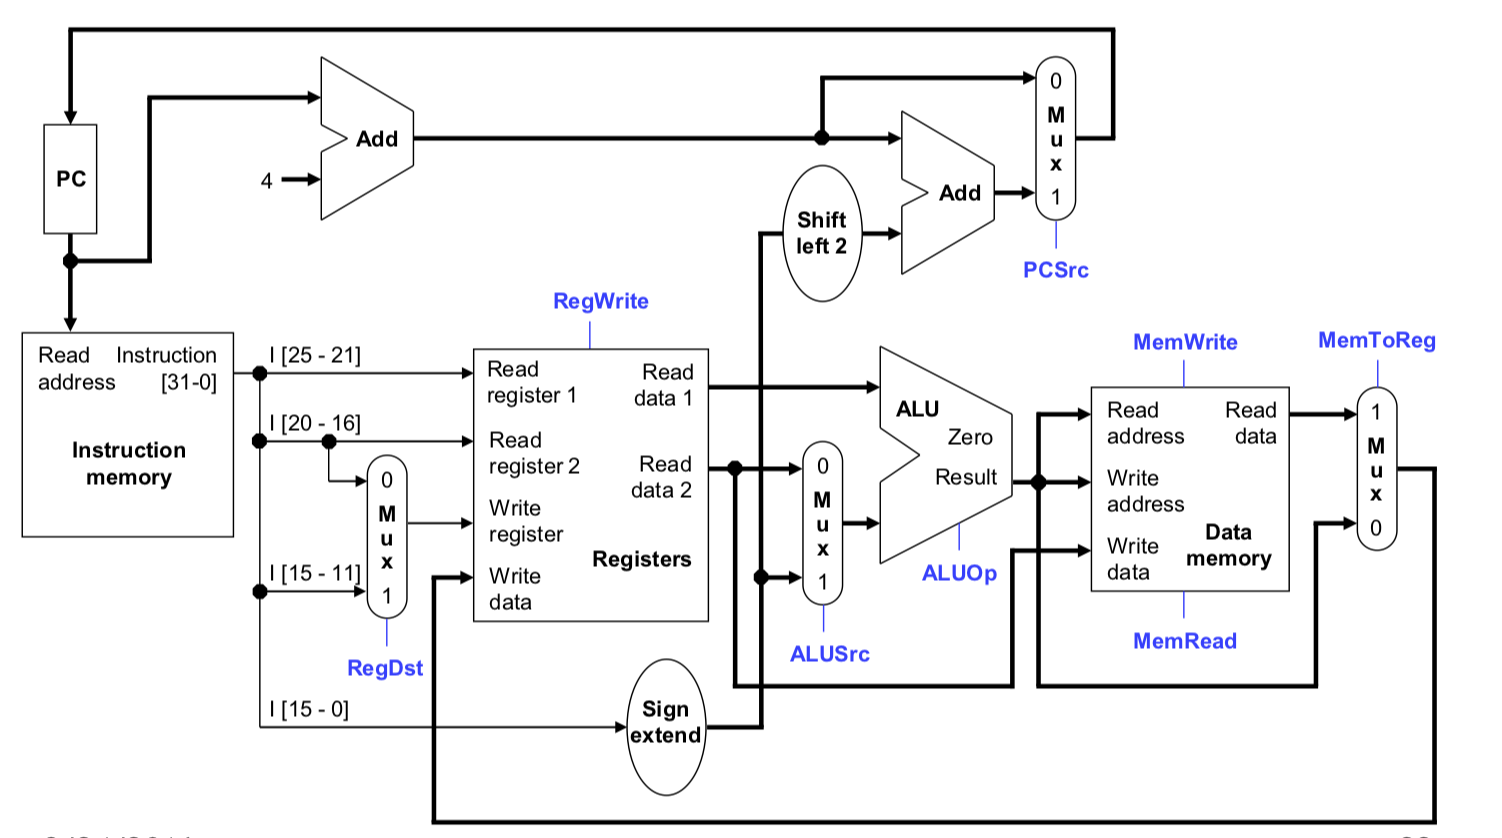 0
M
u
x
1
Add
PC
4
Add
Shift
left 2
PCSrc
RegWrite
MemWrite
MemToReg
Read
address
Instruction
[31-0]
Instruction
memory
I [25 - 21]
I [20 - 16]
I [15 - 11]
I [15 - 0]
0
M
u
x
1
RegDst
Read
register 1
Read
register 2
Write
register
Write
data
Read
data 1
Read
data 2
Registers
Sign
extend
0
M
u
x
1
ALUSrc
ALU
Zero
Result
ALUOp
Read
address
Write
address
Write
data
Read
data
Data
memory
MemRead
1
M
u
x
0